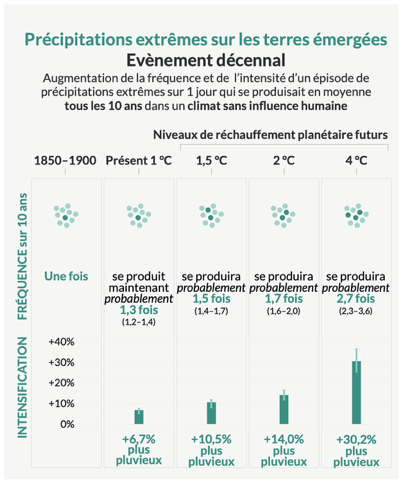 Précipitations extrêmes sur les terres émergées
Evènement décennal
Augmentation de la fréquence et de l'intensité d'un épisode de
précipitations extrêmes sur 1 jour qui se produisait en moyenne
tous les 10 ans dans un climat sans influence humaine
Niveaux de réchauffement planétaire futurs
1850–1900 Présent 1 °C 1,5 °C 2 °C 4 °C
FRÉQUENCE sur 10 ans
Une fois
se produit
maintenant
probablement
1,3 fois
(1,2–1,4)
se produira
probablement
1,5 fois
(1,4–1,7)
se produira
probablement
1,7 fois
(1,6–2,0)
se produira
probablement
2,7 fois
(2,3–3,6)
INTENSIFICATION
+40%
+30%
+20%
+10%
0%
+6,7%
plus
pluvieux
+10,5%
plus
pluvieux
+14,0%
plus
pluvieux
+30,2%
plus
pluvieux